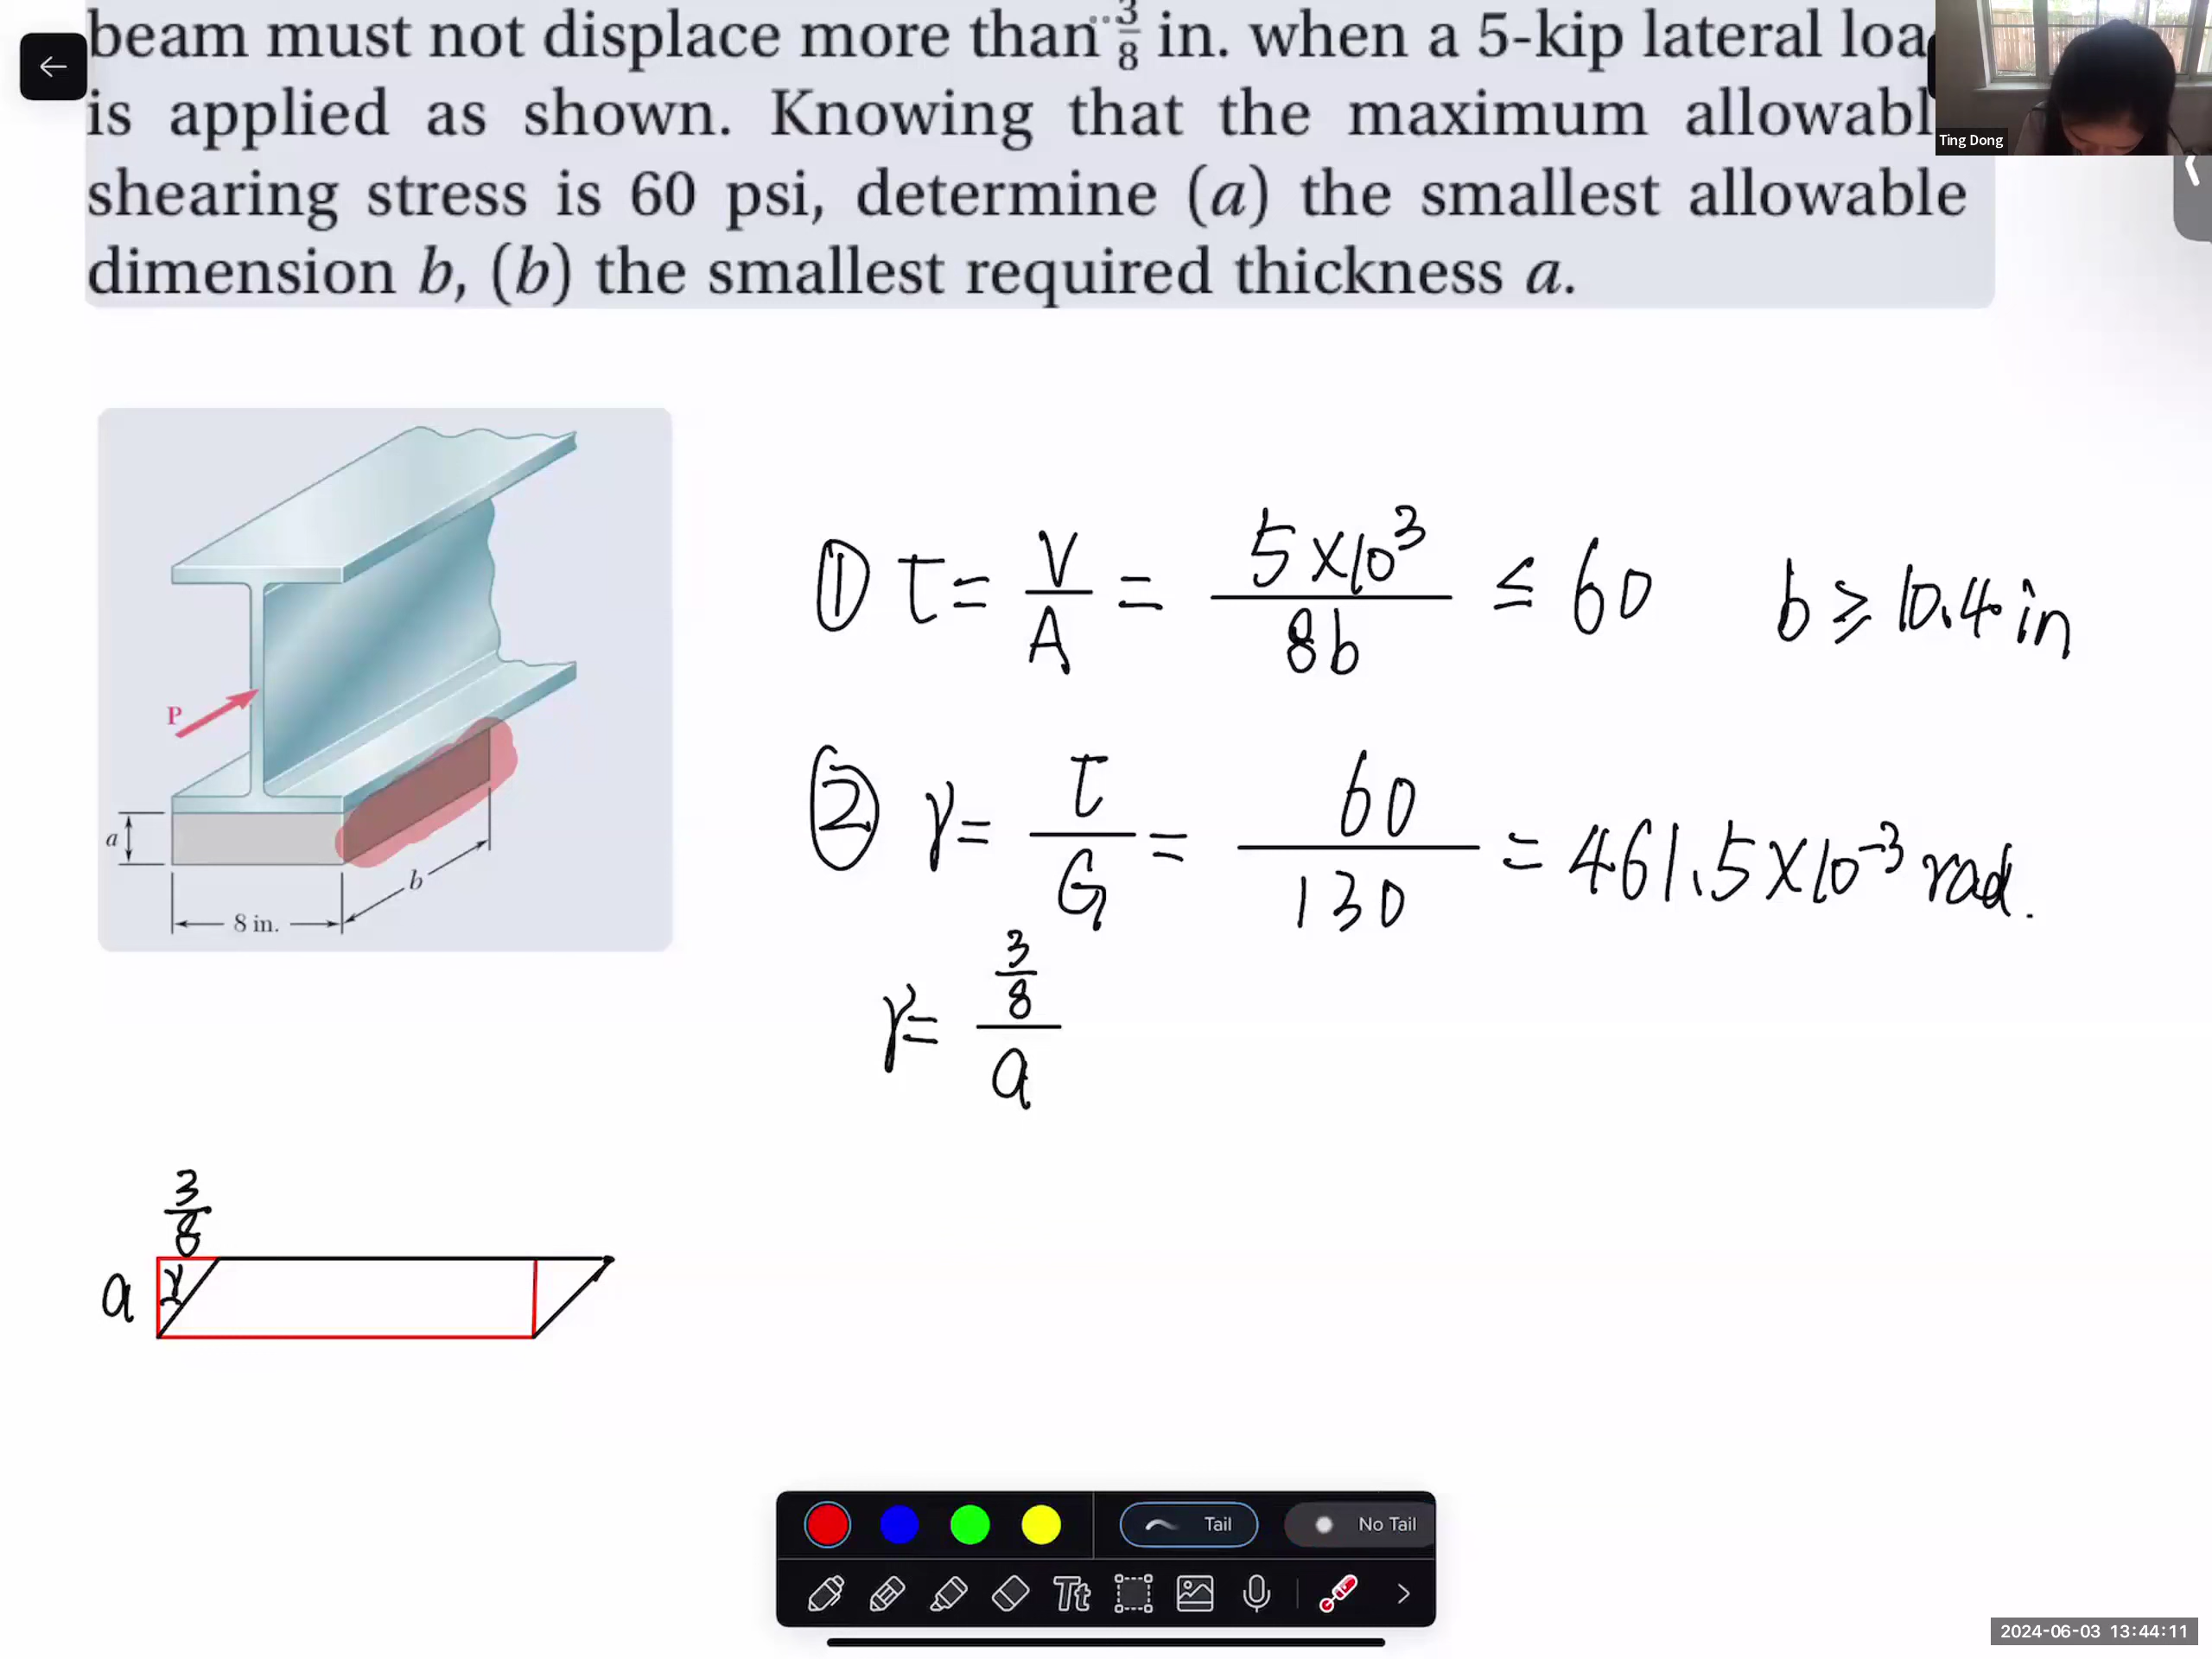 beam must not displace more than 3/8 in. when a 5-kip lateral loa
is applied as shown. Knowing that the maximum allowabl
shearing stress is 60 psi, determine (a) the smallest allowable
dimension b, (b) the smallest required thickness a.
Ting Dong
P
a
b
8 in.
① τ = V/A = 5×10³/8b ≤ 60 b ≥ 10.4 in
② γ = τ/G = 60/130 = 461.5×10⁻³ rad.
γ = 3/8 / a
3/8
a γ
Tail No Tail
Tt
2024-06-03 13:44:11